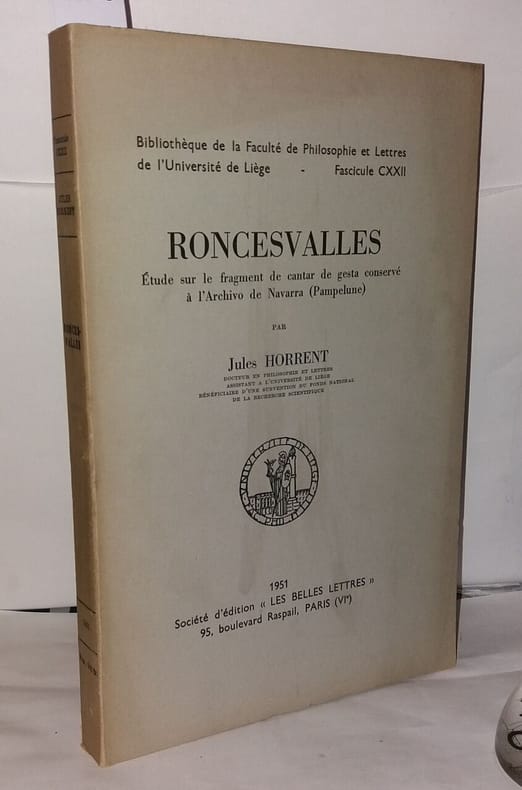 Bibliothèque de la Faculté de Philosophie et Lettres
de l'Université de Liège - Fascicule CXXII
RONCESVALLES
Étude sur le fragment de cantar de gesta conservé
à l'Archivo de Navarra (Pampelune)
PAR
Jules HORRENT
DOCTEUR EN PHILOSOPHIE ET LETTRES
ASSISTANT A L'UNIVERSITÉ DE LIÈGE
BÉNÉFICIAIRE D'UNE SUBVENTION DU FONDS NATIONAL
DE LA RECHERCHE SCIENTIFIQUE
1951
Société d'édition « LES BELLES LETTRES »
95, boulevard Raspail, PARIS (VIe)